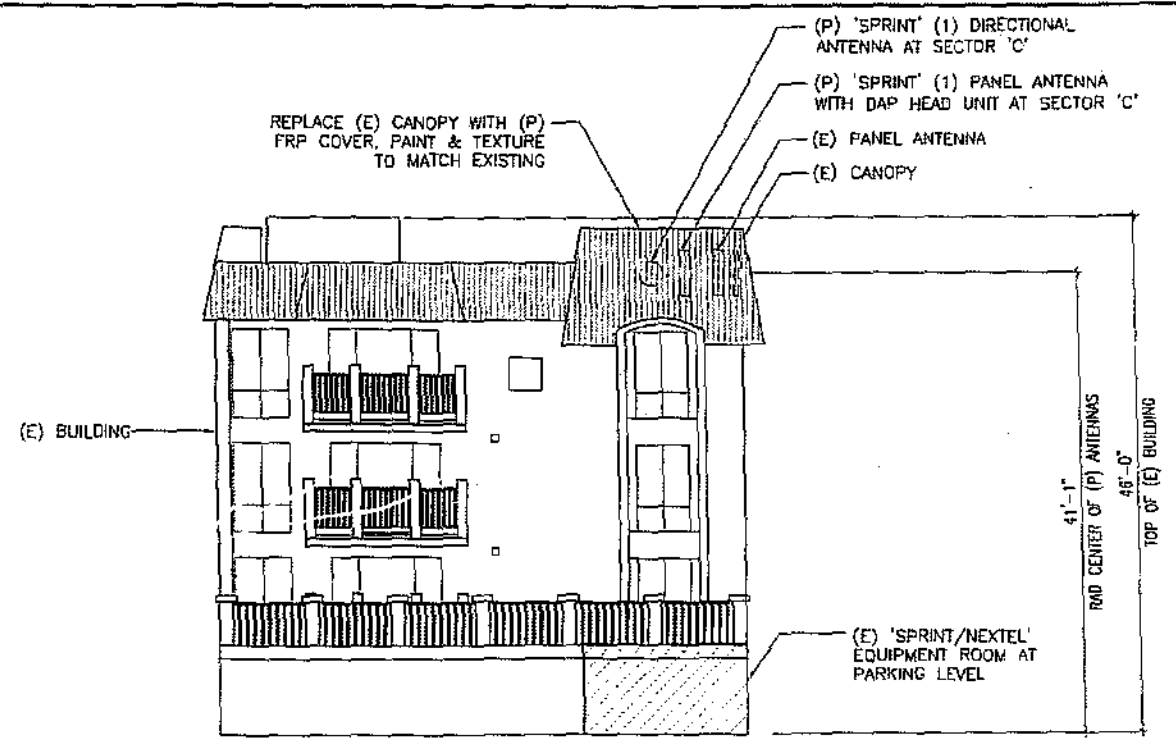 (P) 'SPRINT' (1) DIRECTIONAL
ANTENNA AT SECTOR 'C'
(P) 'SPRINT' (1) PANEL ANTENNA
WITH DAP HEAD UNIT AT SECTOR 'C'
REPLACE (E) CANOPY WITH (P)
FRP COVER, PAINT & TEXTURE
TO MATCH EXISTING
(E) PANEL ANTENNA
(E) CANOPY
(E) BUILDING
41'-1"
RAD CENTER OF (P) ANTENNAS
46'-0"
TOP OF (E) BUILDING
(E) 'SPRINT/NEXTEL'
EQUIPMENT ROOM AT
PARKING LEVEL